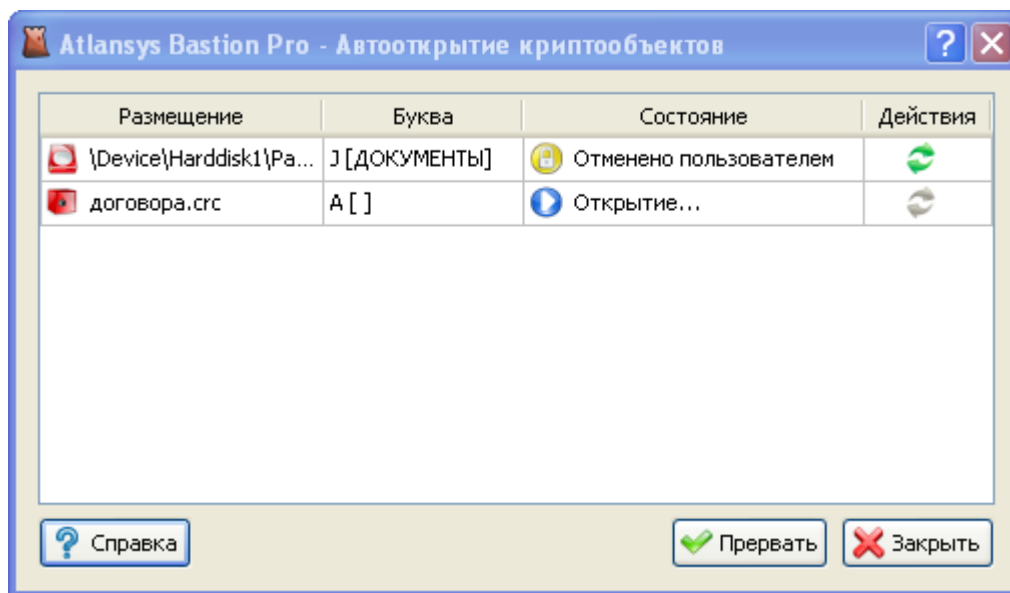 Atlansys Bastion Pro - Автооткрытие криптообъектов
Размещение Буква Состояние Действия
\Device\Harddisk1\Pa... J [ДОКУМЕНТЫ] Отменено пользователем
договора.crc A [ ] Открытие...
Справка Прервать Закрыть